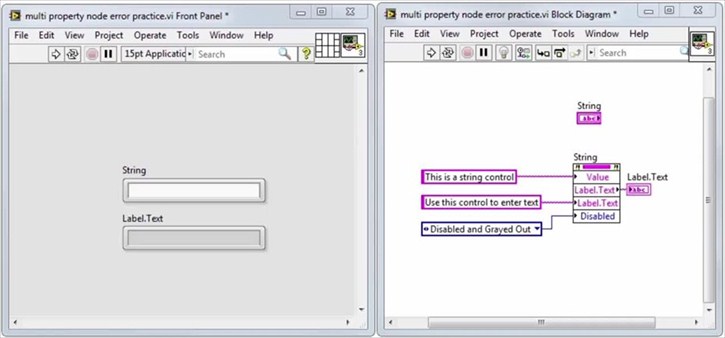 multi property node error practice.vi Front Panel *
File Edit View Project Operate Tools Window Help
15pt Applicatio Search ?
3
String
Label.Text
multi property node error practice.vi Block Diagram *
File Edit View Project Operate Tools Window Help
Search
3
String
abc
String
This is a string control Value Label.Text
Label.Text abc
Use this control to enter text Label.Text
Disabled and Grayed Out Disabled